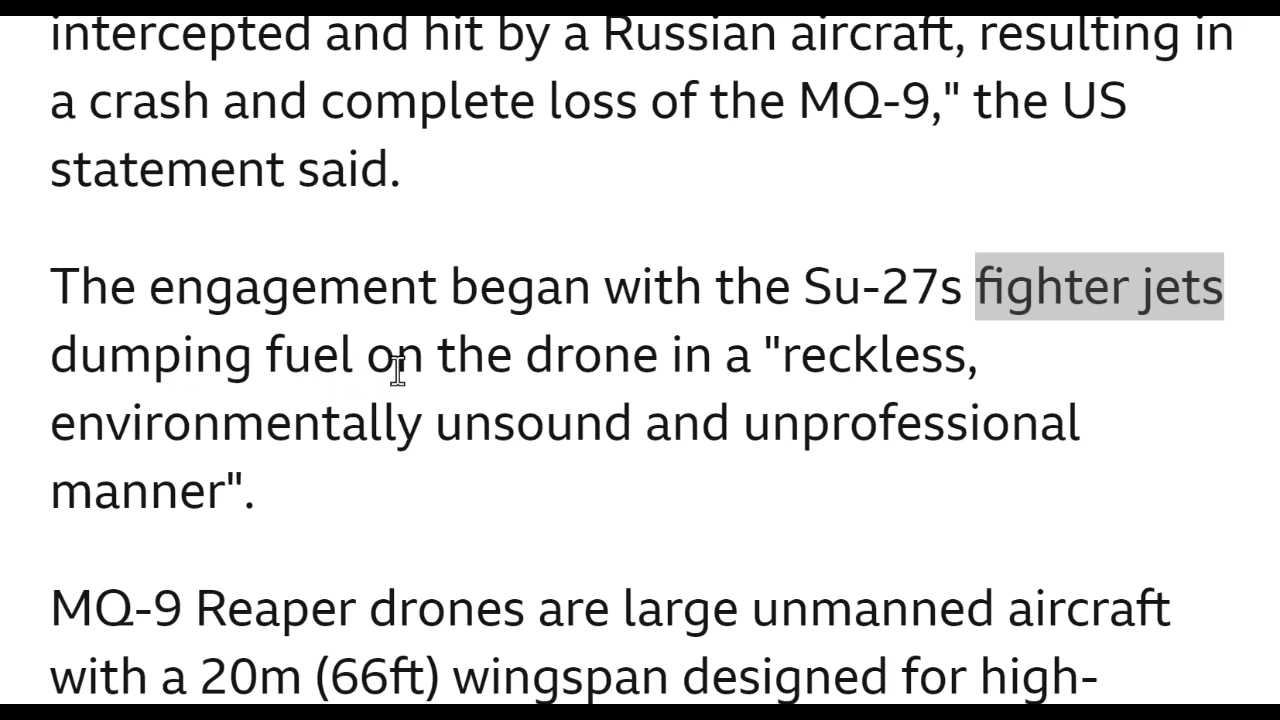 intercepted and hit by a Russian aircraft, resulting in
a crash and complete loss of the MQ-9," the US
statement said.
The engagement began with the Su-27s fighter jets
dumping fuel on the drone in a "reckless,
environmentally unsound and unprofessional
manner".
MQ-9 Reaper drones are large unmanned aircraft
with a 20m (66ft) wingspan designed for high-